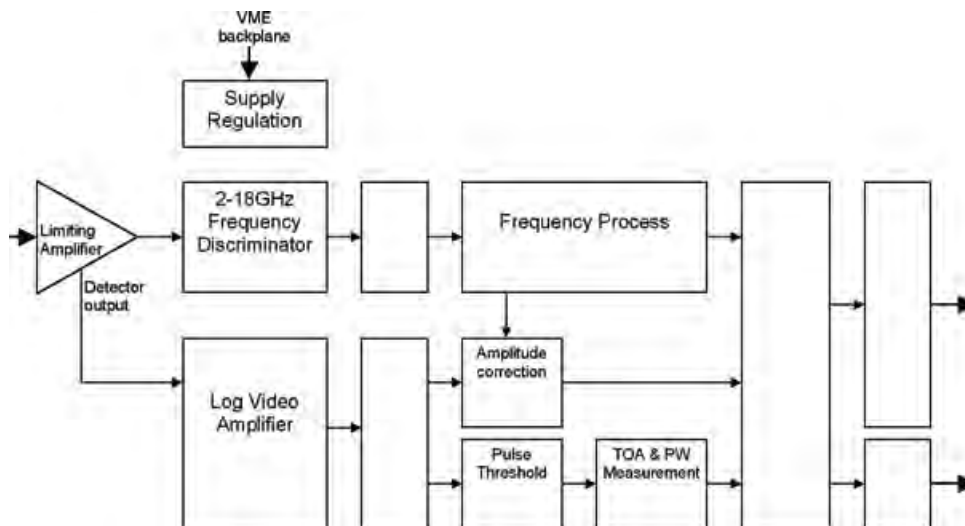 VME
backplane
Supply
Regulation
Limiting
Amplifier
2-18GHz
Frequency
Discriminator
Frequency Process
Detector
output
Log Video
Amplifier
Amplitude
correction
Pulse
Threshold
TOA & PW
Measurement